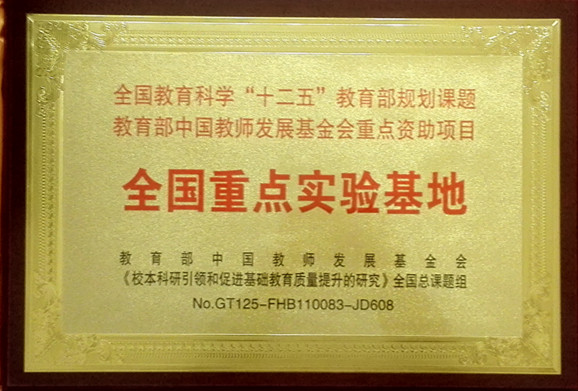 全国教育科学“十二五”教育部规划课题
教育部中国教师发展基金会重点资助项目
全国重点实验基地
教育部中国教师发展基金会
《校本科研引领和促进基础教育质量提升的研究》全国总课题组
No.GT125-FHB110083-JD608